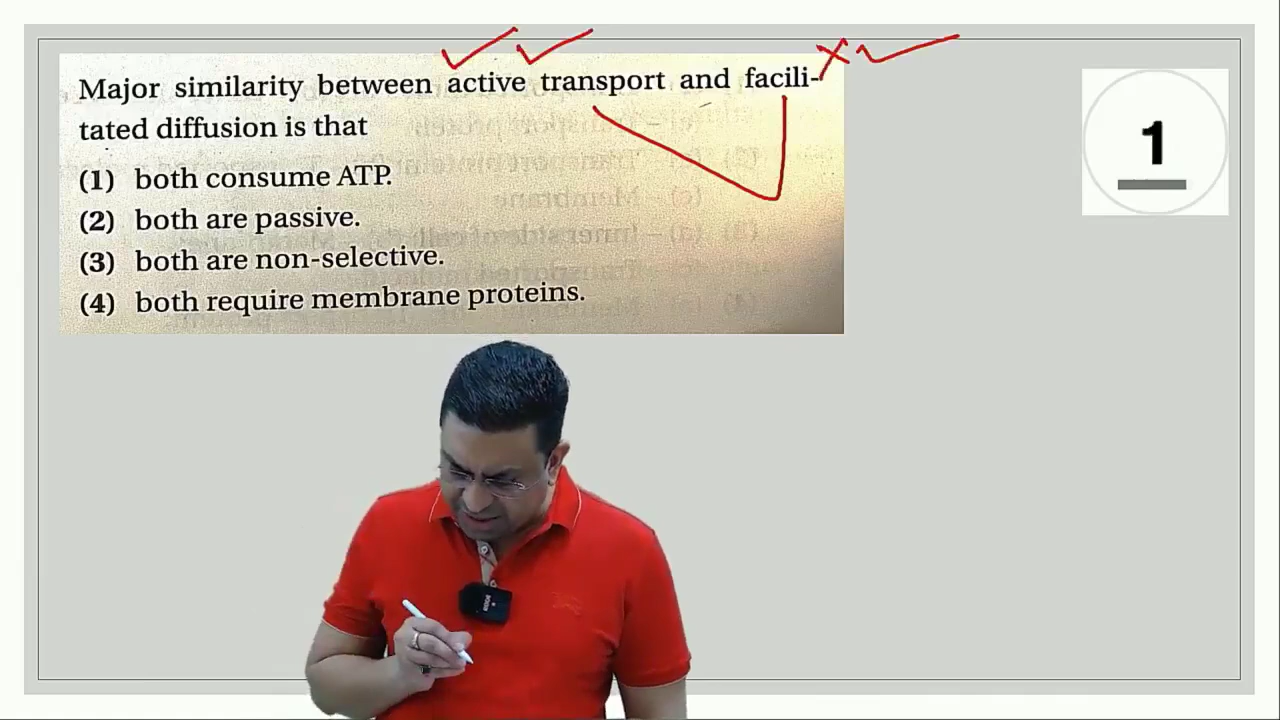 Major similarity between active transport and facili-
tated diffusion is that
(1) both consume ATP.
(2) both are passive.
(3) both are non-selective.
(4) both require membrane proteins.
1